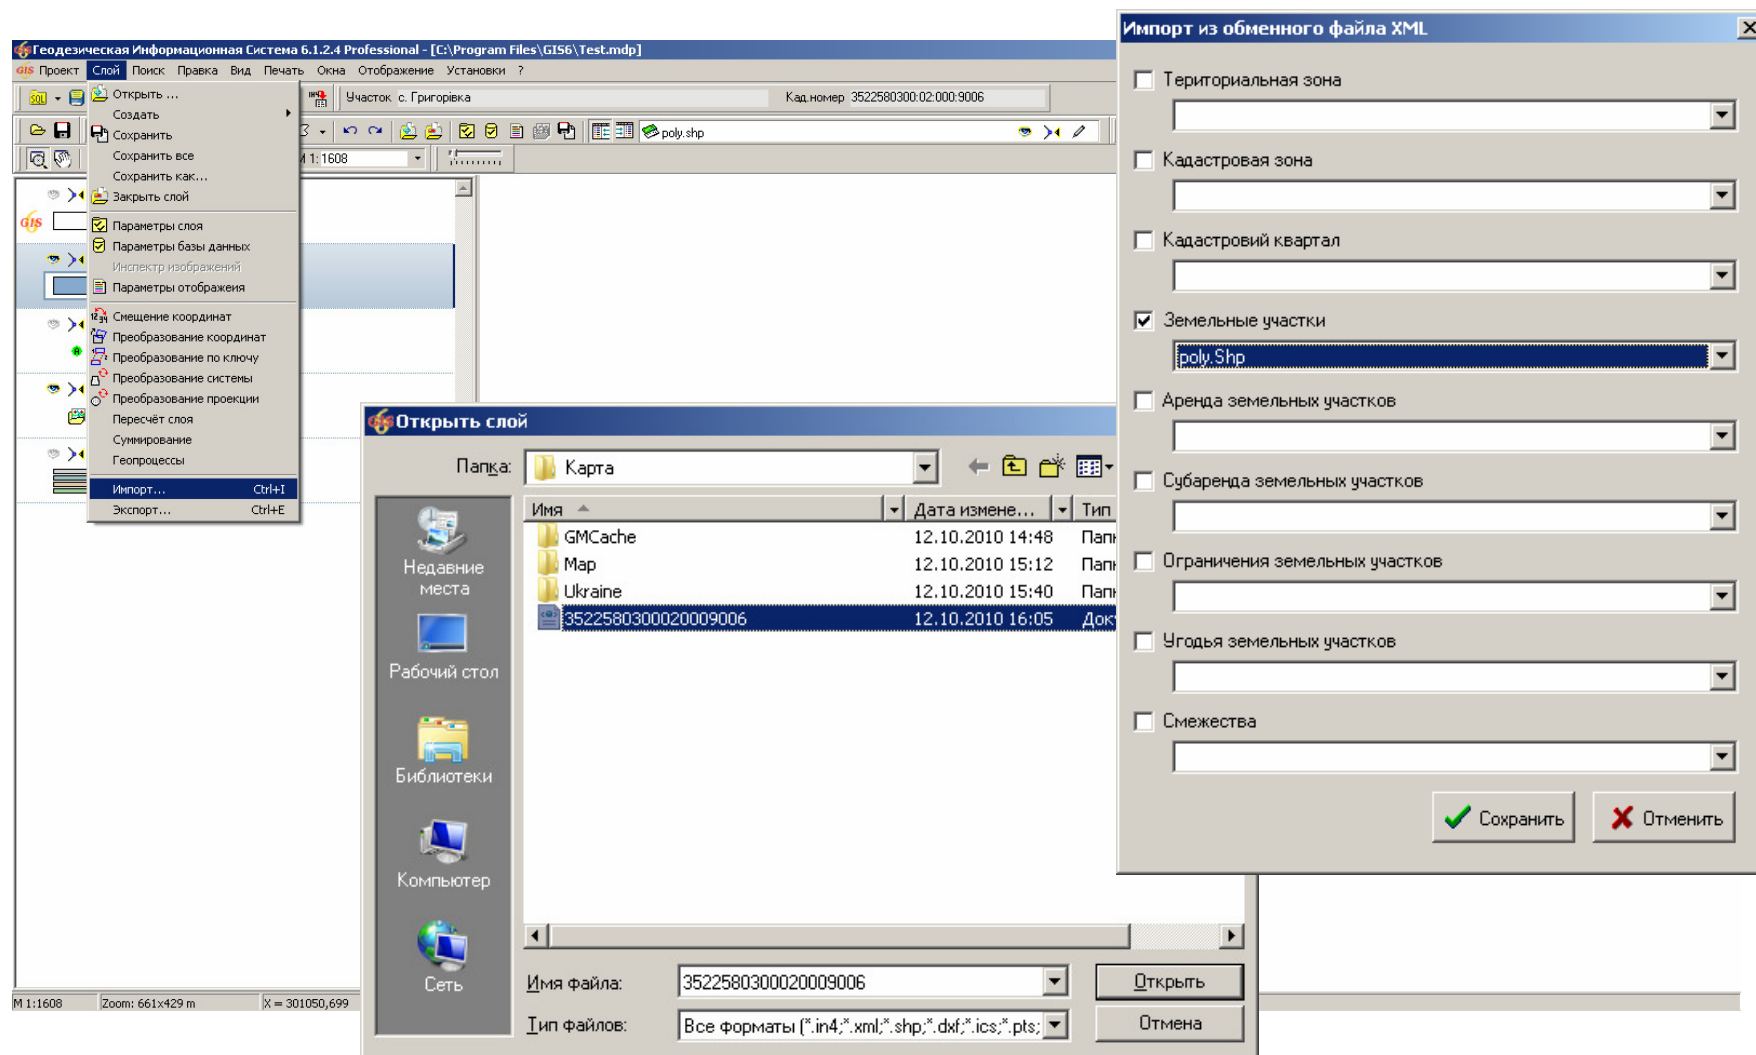 Геодезическая Информационная Система 6.1.2.4 Professional - [C:\Program Files\GIS6\Test.mdp]
GIS Проект Слой Поиск Правка Вид Печать Окна Отображение Установки ?
SQL Участок с. Григорівка Кад.номер 3522580300:02:000:9006
poly.shp
М 1: 1608
GIS
Открыть ...
Создать
Сохранить
Сохранить все
Сохранить как...
Закрыть слой
Параметры слоя
Параметры базы данных
Инспектр изображений
Параметры отображеия
Смещение координат
Преобразование координат
Преобразование по ключу
Преобразование системы
Преобразование проекции
Пересчёт слоя
Суммирование
Геопроцессы
Импорт... Ctrl+I
Экспорт... Ctrl+E
М 1:1608 Zoom: 661x429 m X = 301050,699
Открыть слой
Папка: Карта
Имя Дата измене... Тип
GMCache 12.10.2010 14:48
Map 12.10.2010 15:12
Ukraine 12.10.2010 15:40
3522580300020009006 12.10.2010 16:05
Недавние
места
Рабочий стол
Библиотеки
Компьютер
Сеть
Имя файла: 3522580300020009006 Открыть
Тип файлов: Все форматы (*.in4;*.xml;*.shp;*.dxf;*.ics;*.pts; Отмена
Импорт из обменного файла XML
Териториальная зона
Кадастровая зона
Кадастровий квартал
Земельные участки
poly.Shp
Аренда земельных участков
Субаренда земельных участков
Ограничения земельных участков
Угодья земельных участков
Смежества
Сохранить Отменить